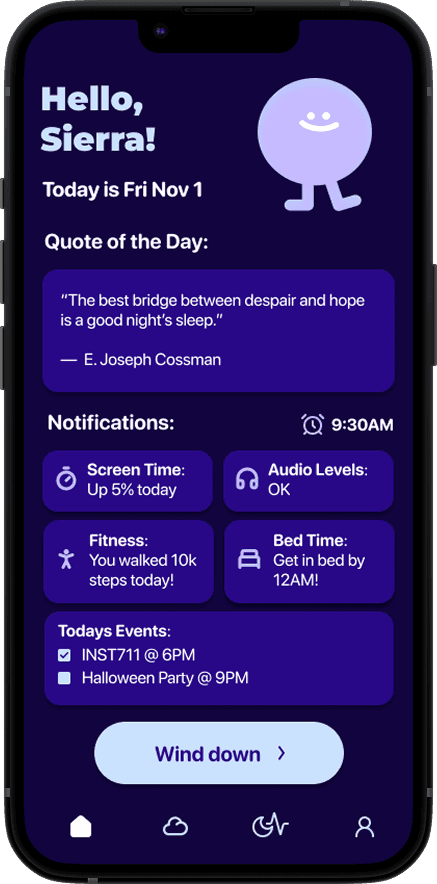 Hello,
Sierra!
Today is Fri Nov 1
Quote of the Day:
“The best bridge between despair and hope
is a good night’s sleep.”
— E. Joseph Cossman
Notifications:
9:30AM
Screen Time:
Up 5% today
Audio Levels:
OK
Fitness:
You walked 10k
steps today!
Bed Time:
Get in bed by
12AM!
Todays Events:
INST711 @ 6PM
Halloween Party @ 9PM
Wind down